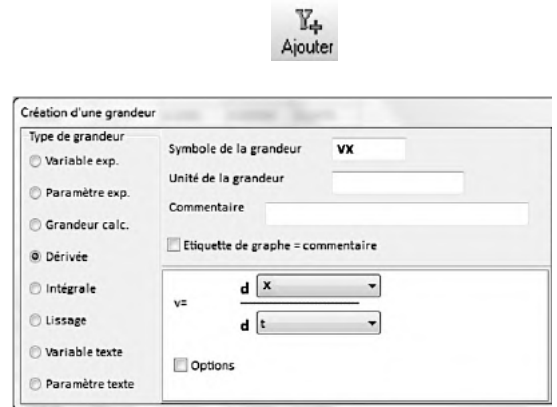 Ajouter
Création d'une grandeur
Type de grandeur
Variable exp.
Paramètre exp.
Grandeur calc.
Dérivée
Intégrale
Lissage
Variable texte
Paramètre texte
Symbole de la grandeur VX
Unité de la grandeur
Commentaire
Etiquette de graphe = commentaire
v=
d X
d t
Options